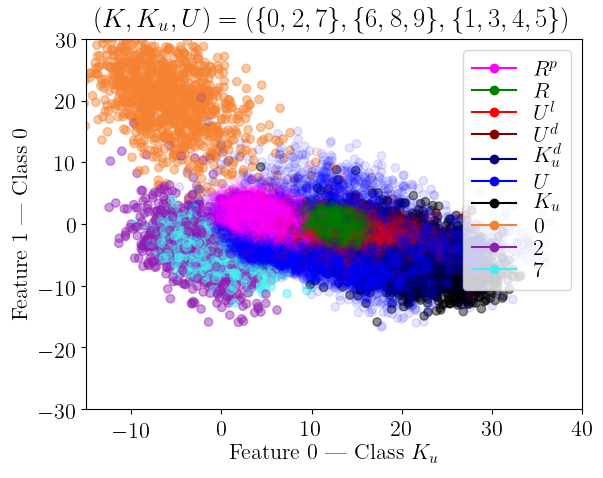 (K, K_u, U) = ({0, 2, 7}, {6, 8, 9}, {1, 3, 4, 5})
30
20
10
0
−10
−20
−30
Feature 1 — Class 0
R^p
R
U^l
U^d
K_u^d
U
K_u
0
2
7
−10
0
10
20
30
40
Feature 0 — Class K_u